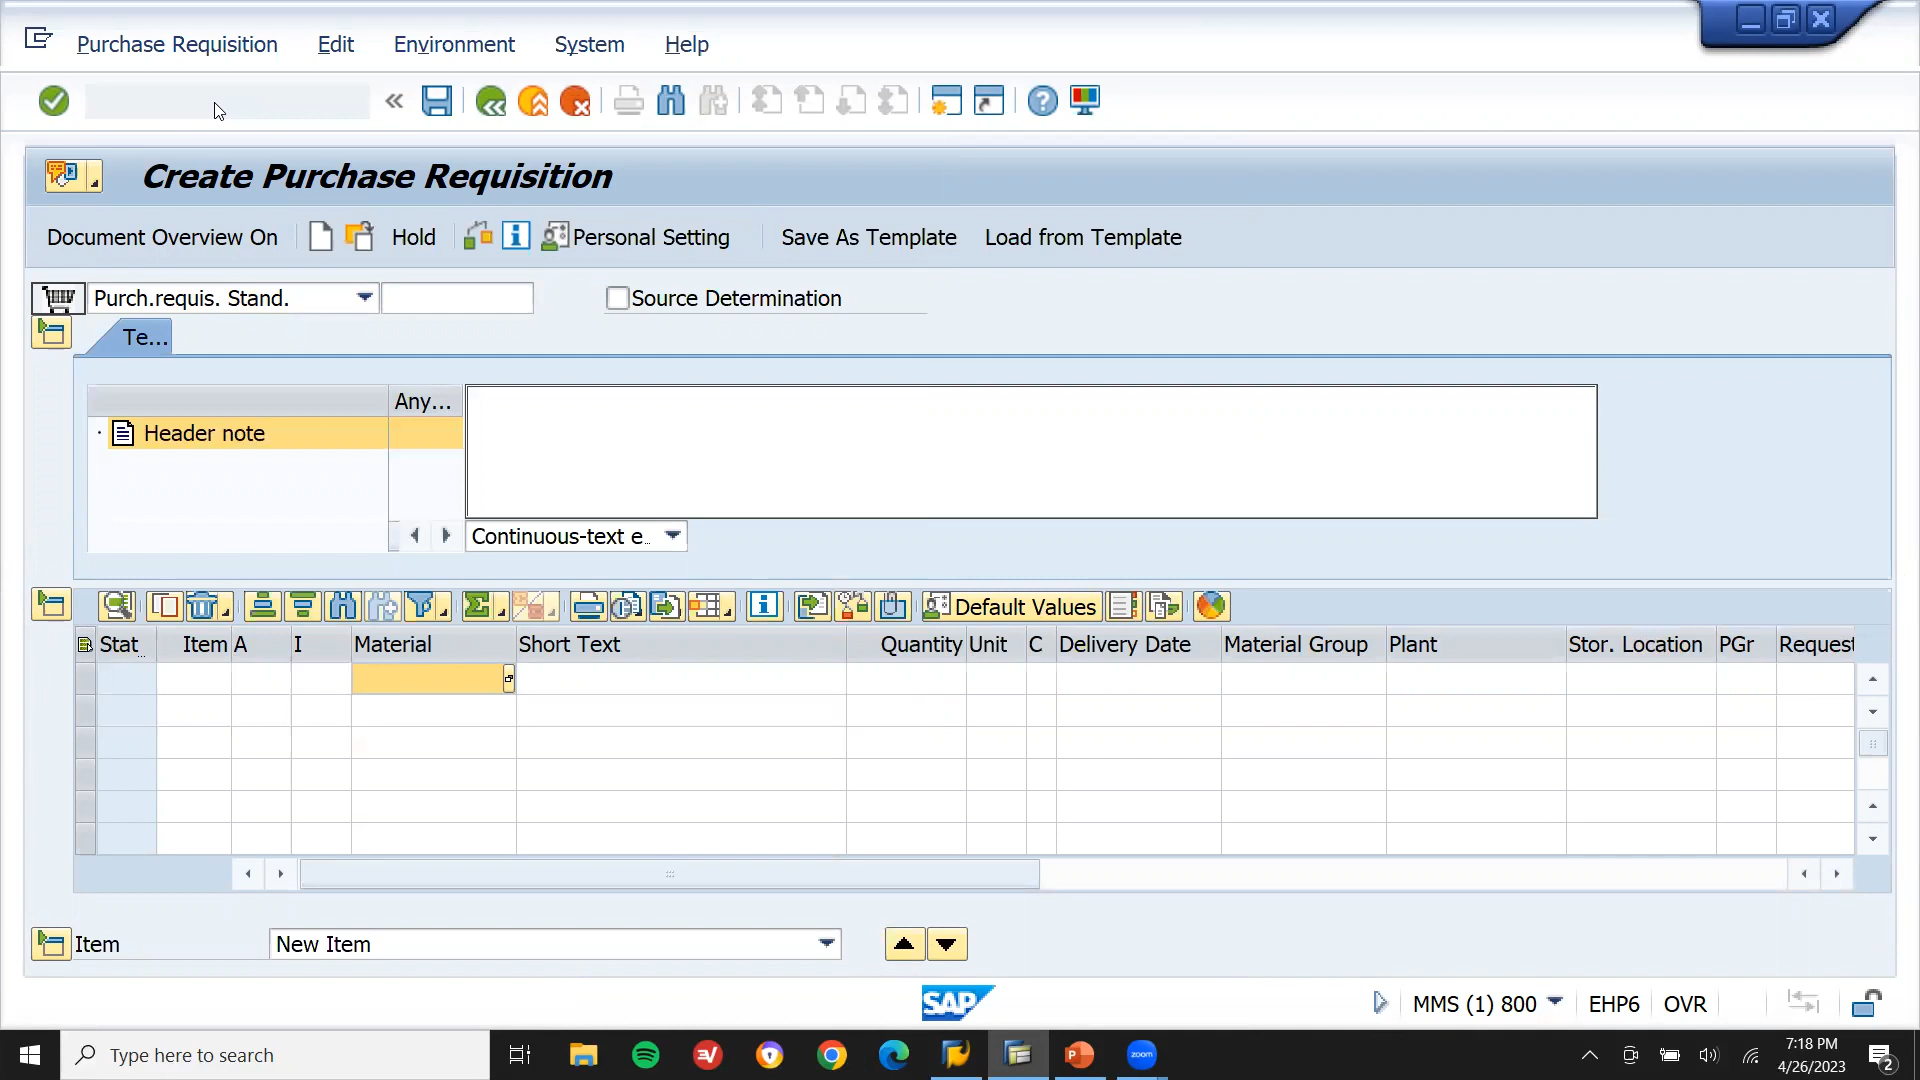 Purchase Requisition Edit Environment System Help
Create Purchase Requisition
Document Overview On Hold Personal Setting Save As Template Load from Template
Purch.requis. Stand. Source Determination
Te...
Any...
Header note
Continuous-text e..
Default Values
Stat Item A I Material Short Text Quantity Unit C Delivery Date Material Group Plant Stor. Location PGr Request
Item New Item
SAP MMS (1) 800 EHP6 OVR
Type here to search
zoom
7:18 PM
4/26/2023
2